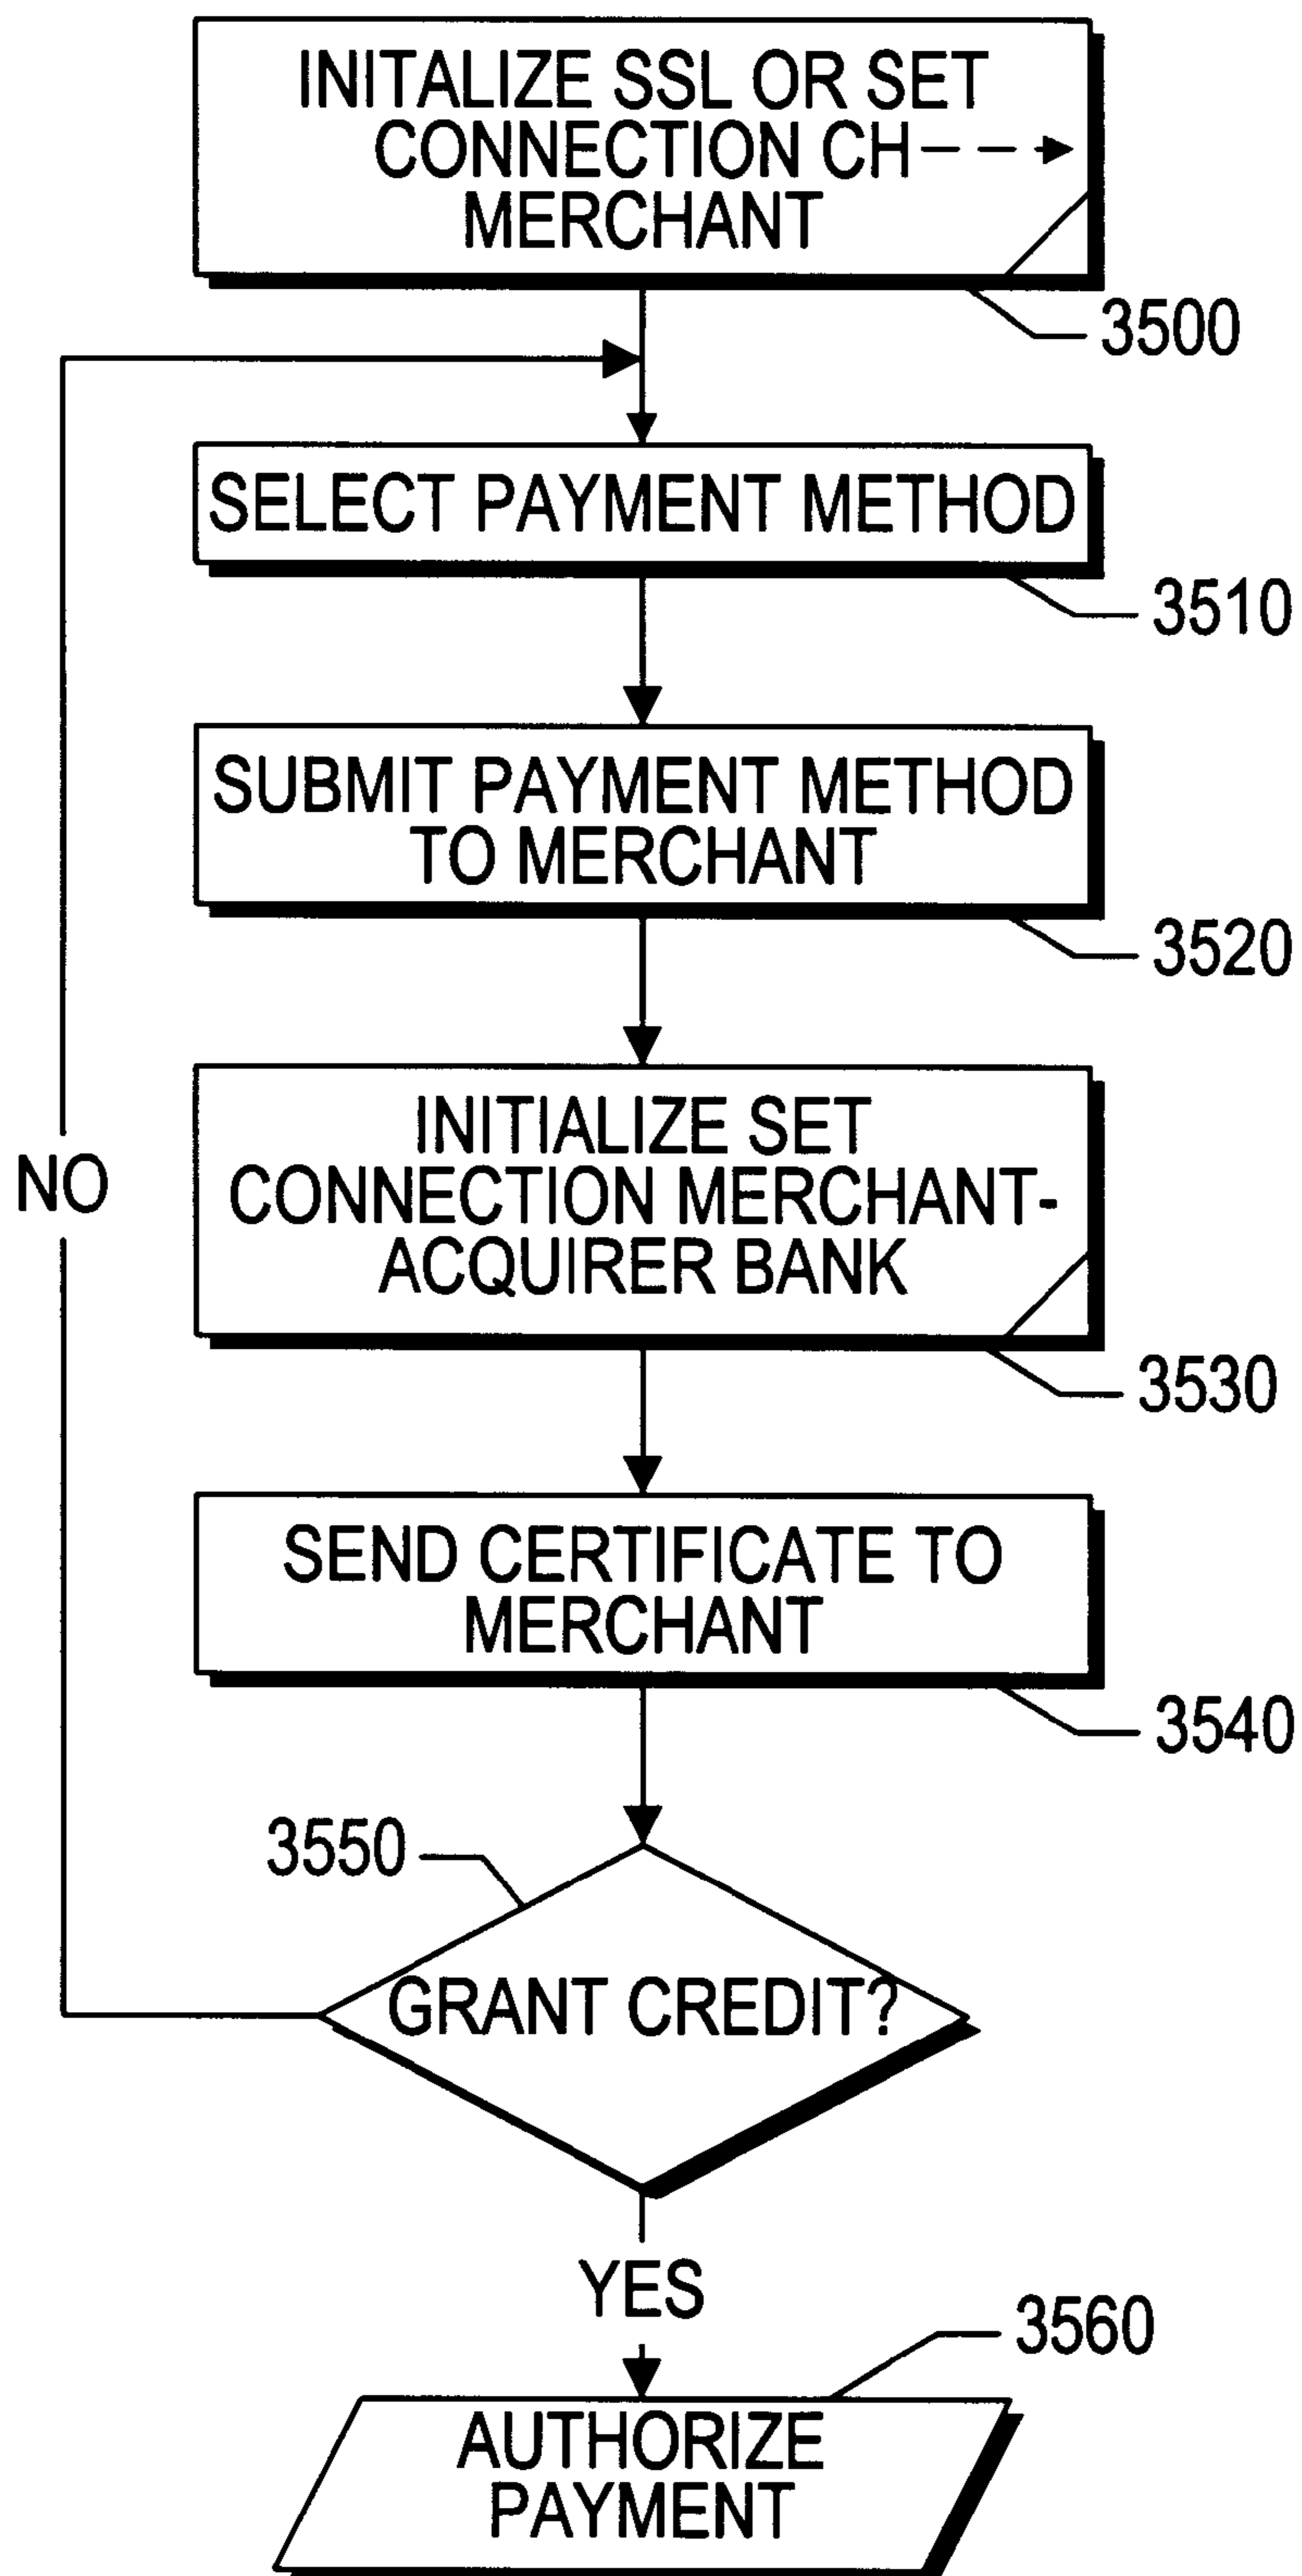 INITALIZE SSL OR SET
CONNECTION CH
MERCHANT
3500
SELECT PAYMENT METHOD
3510
SUBMIT PAYMENT METHOD
TO MERCHANT
3520
INITIALIZE SET
CONNECTION MERCHANT-
ACQUIRER BANK
NO
3530
SEND CERTIFICATE TO
MERCHANT
3540
3550
GRANT CREDIT?
YES
3560
AUTHORIZE
PAYMENT